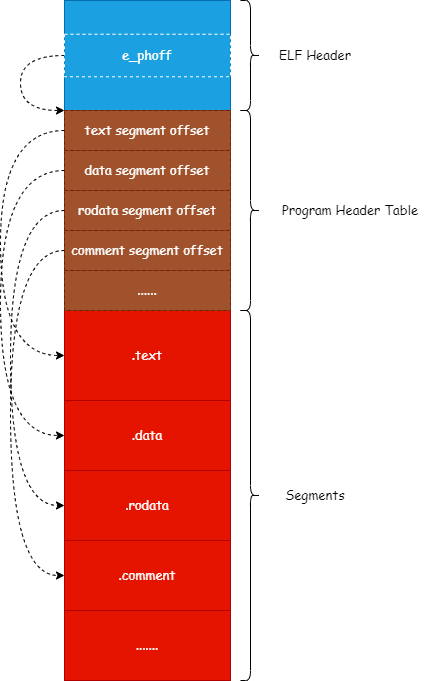 e_phoff
ELF Header
text segment offset
data segment offset
rodata segment offset
Program Header Table
comment segment offset
......
.text
.data
Segments
.rodata
.comment
.......